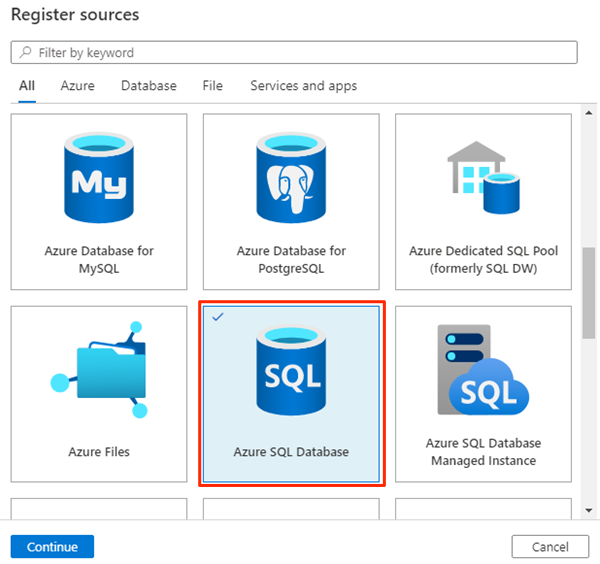 Register sources
Filter by keyword
All Azure Database File Services and apps
My
Azure Database for
MySQL
Azure Database for
PostgreSQL
Azure Dedicated SQL Pool
(formerly SQL DW)
Azure Files
SQL
Azure SQL Database
SQL
Azure SQL Database
Managed Instance
Continue
Cancel